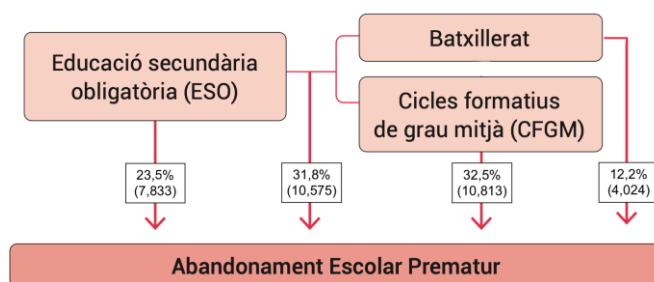 Batxillerat
Educació secundària
obligatòria (ESO)
Cicles formatius
de grau mitjà (CFGM)
23,5%
(7,833)
31,8%
(10,575)
32,5%
(10,813)
12,2%
(4,024)
Abandonament Escolar Prematur